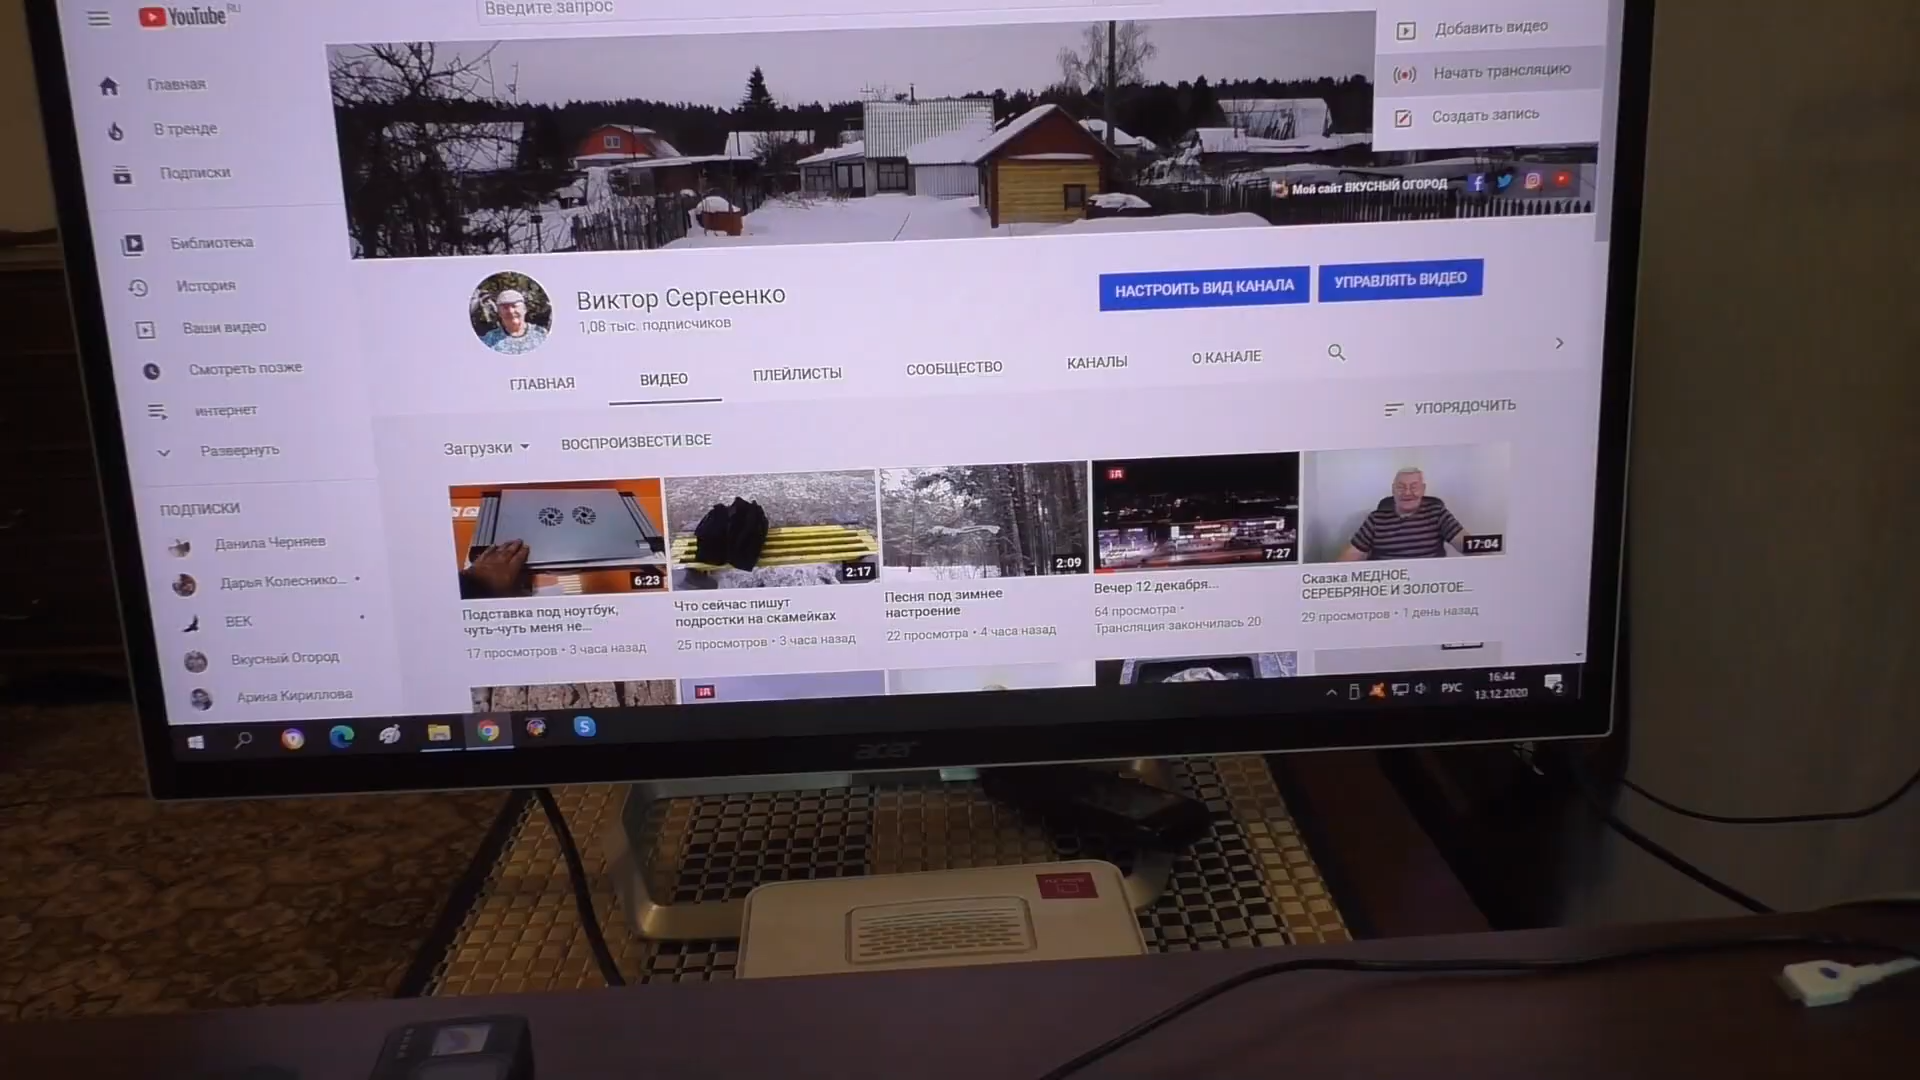 YouTube RU
Введите запрос
Добавить видео
Начать трансляцию
Создать запись
Главная
В тренде
Подписки
Библиотека
История
Ваши видео
Смотреть позже
интернет
Развернуть
ПОДПИСКИ
Данила Черняев
Дарья Колеснико...
ВЕК
Вкусный Огород
Арина Кириллова
Мой сайт ВКУСНЫЙ ОГОРОД
Виктор Сергеенко
1,08 тыс. подписчиков
НАСТРОИТЬ ВИД КАНАЛА
УПРАВЛЯТЬ ВИДЕО
ГЛАВНАЯ
ВИДЕО
ПЛЕЙЛИСТЫ
СООБЩЕСТВО
КАНАЛЫ
О КАНАЛЕ
Загрузки
ВОСПРОИЗВЕСТИ ВСЕ
УПОРЯДОЧИТЬ
6:23
Подставка под ноутбук,
чуть-чуть меня не...
17 просмотров • 3 часа назад
2:17
Что сейчас пишут
подростки на скамейках
25 просмотров • 3 часа назад
2:09
Песня под зимнее
настроение
22 просмотра • 4 часа назад
7:27
Вечер 12 декабря...
64 просмотра •
Трансляция закончилась 20
17:04
Сказка МЕДНОЕ,
СЕРЕБРЯНОЕ И ЗОЛОТОЕ...
29 просмотров • 1 день назад
РУС
16:44
13.12.2020
2
acer